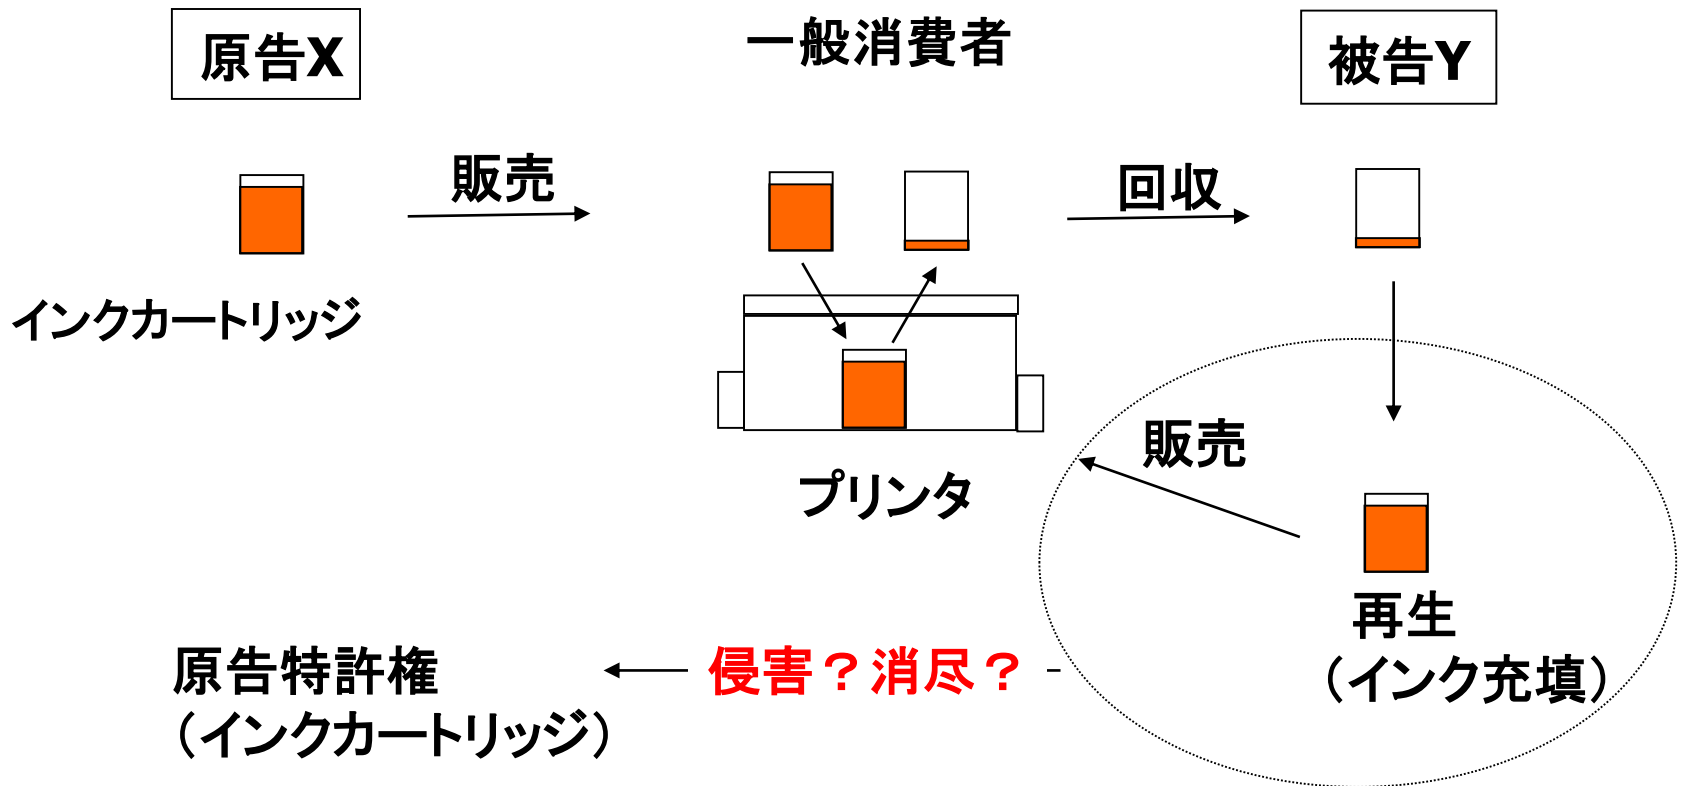 原告X
一般消費者
被告Y
販売
回収
インクカートリッジ
販売
プリンタ
再生
（インク充填）
原告特許権
（インクカートリッジ）
侵害？消尽？